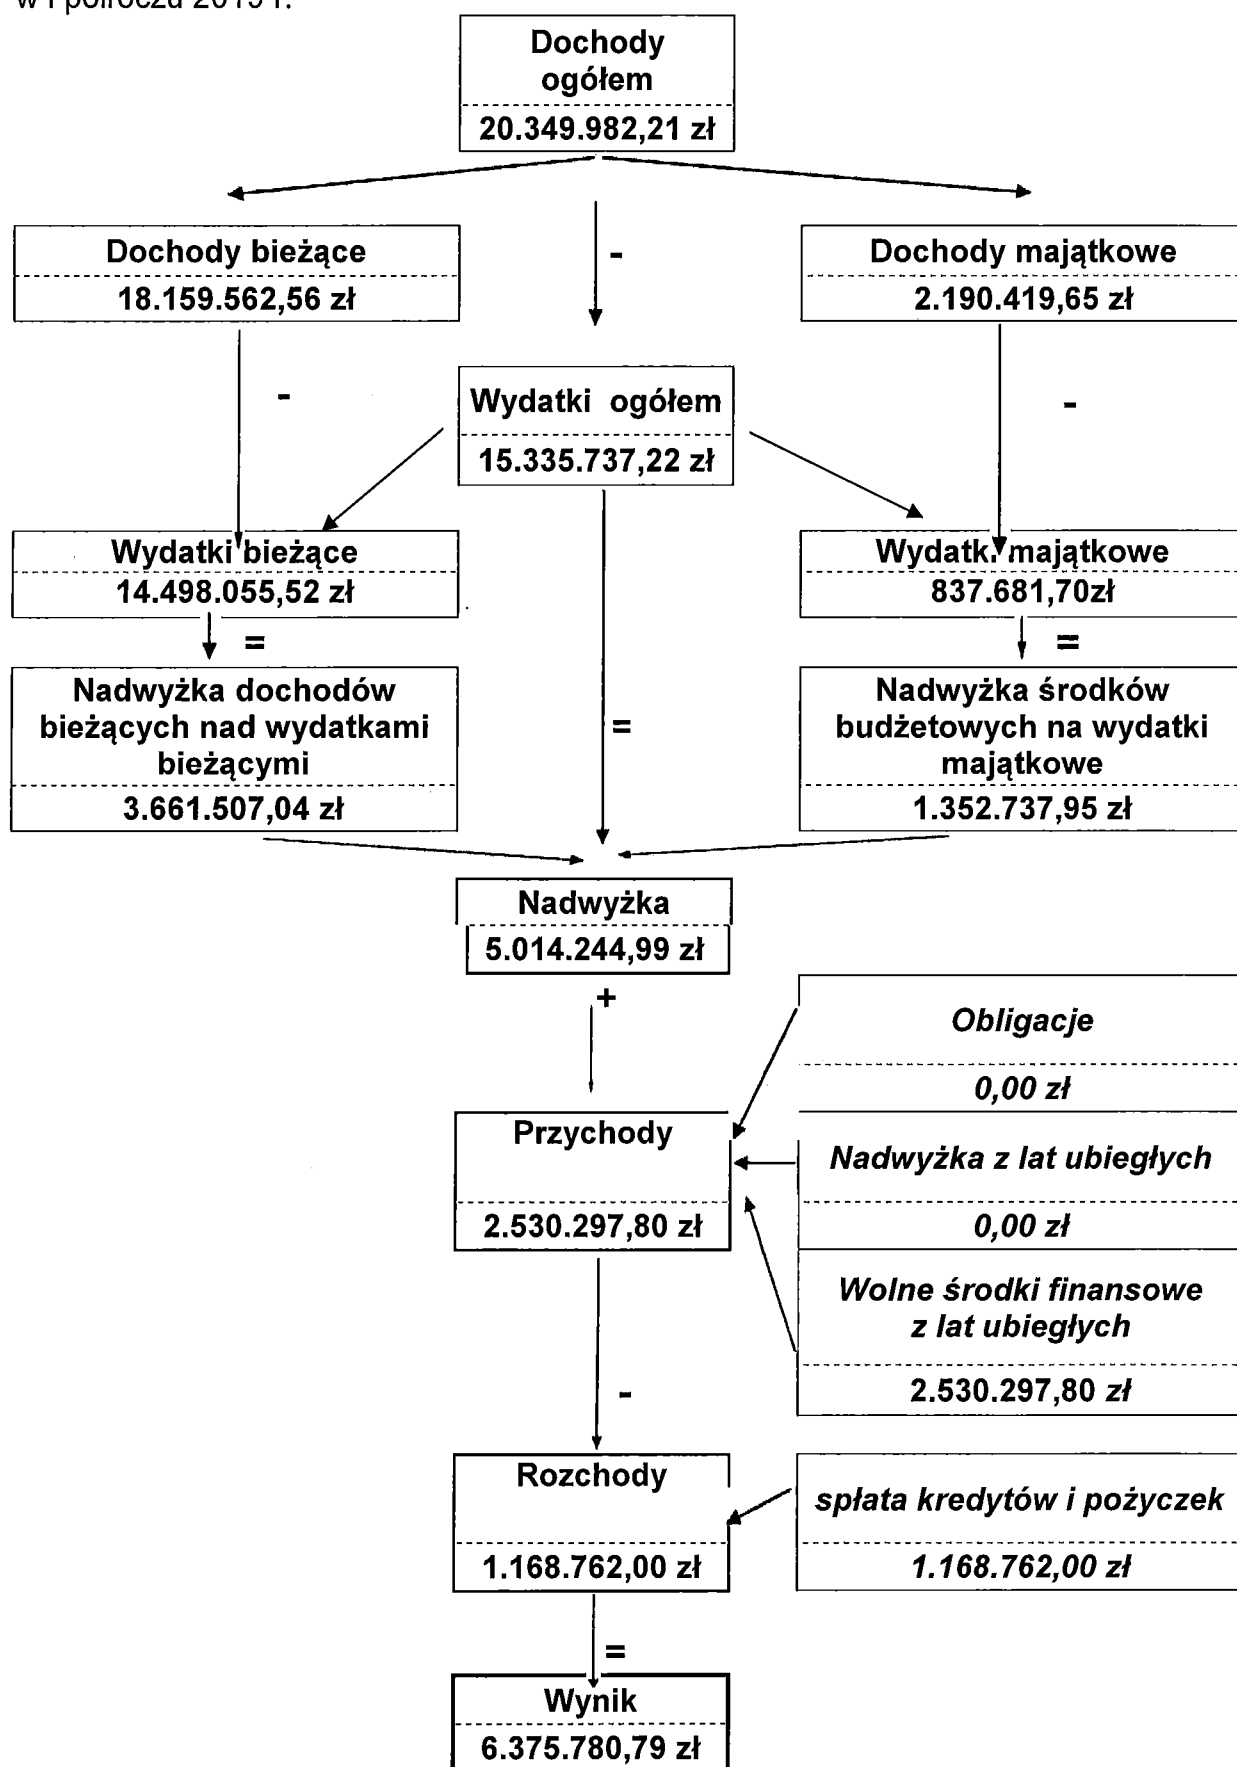 w I półroczu 2019 r.
Dochody
ogółem
20.349.982,21 zł
Dochody bieżące
18.159.562,56 zł
-
Dochody majątkowe
2.190.419,65 zł
-
Wydatki ogółem
15.335.737,22 zł
-
Wydatki bieżące
14.498.055,52 zł
=
Wydatki majątkowe
837.681,70zł
=
Nadwyżka dochodów
bieżących nad wydatkami
bieżącymi
3.661.507,04 zł
=
Nadwyżka środków
budżetowych na wydatki
majątkowe
1.352.737,95 zł
Nadwyżka
5.014.244,99 zł
+
Obligacje
0,00 zł
Przychody
2.530.297,80 zł
Nadwyżka z lat ubiegłych
0,00 zł
Wolne środki finansowe
z lat ubiegłych
2.530.297,80 zł
-
Rozchody
1.168.762,00 zł
spłata kredytów i pożyczek
1.168.762,00 zł
=
Wynik
6.375.780,79 zł